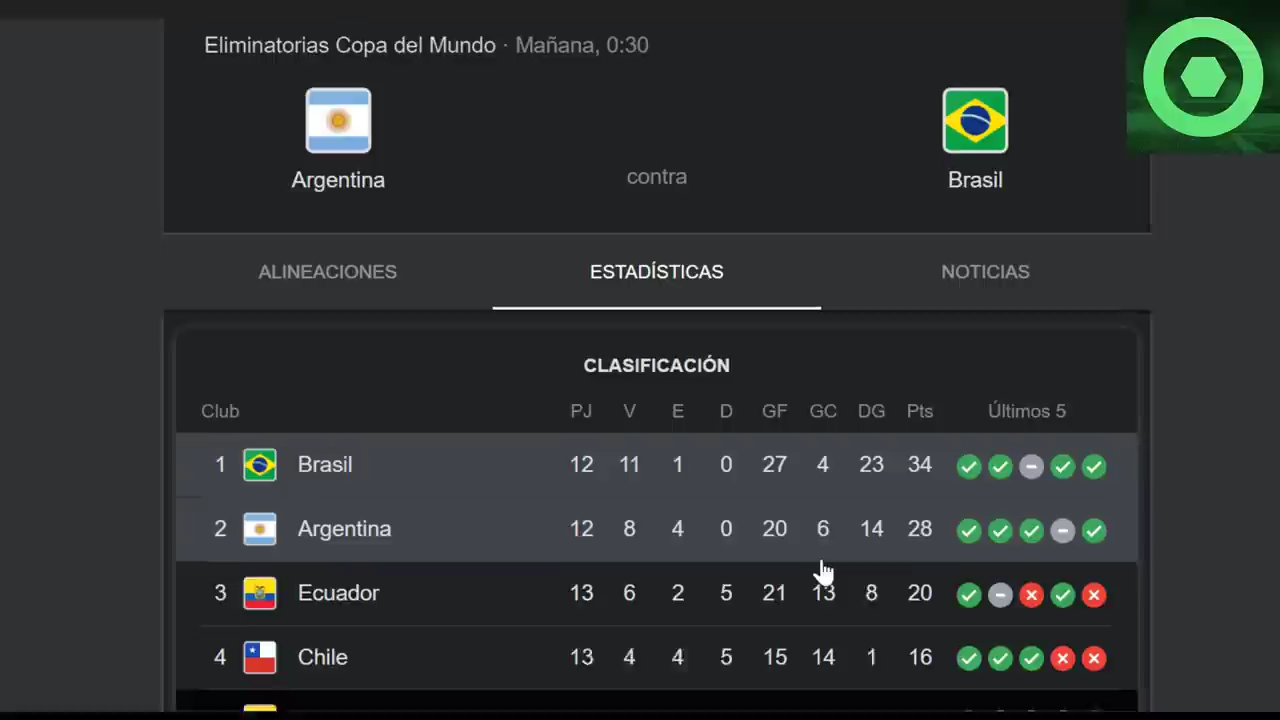 Eliminatorias Copa del Mundo · Mañana, 0:30
Argentina contra Brasil
ALINEACIONES ESTADÍSTICAS NOTICIAS
CLASIFICACIÓN
Club PJ V E D GF GC DG Pts Últimos 5
1 Brasil 12 11 1 0 27 4 23 34
2 Argentina 12 8 4 0 20 6 14 28
3 Ecuador 13 6 2 5 21 13 8 20
4 Chile 13 4 4 5 15 14 1 16